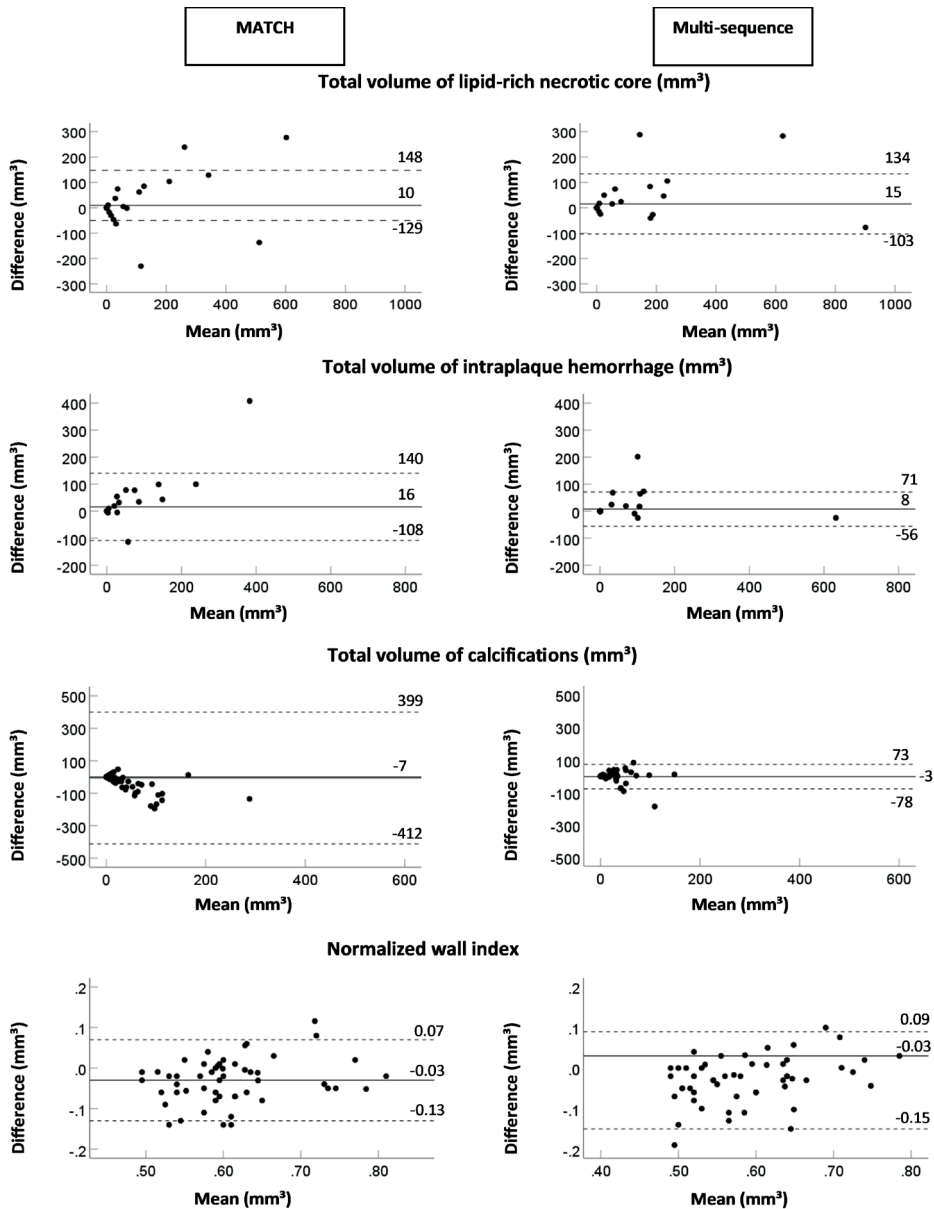 MATCH
Multi-sequence
Total volume of lipid-rich necrotic core (mm³)
Difference (mm³)
300
200
100
0
-100
-200
-300
148
10
-129
0 200 400 600 800 1000
Mean (mm³)
Difference (mm³)
300
200
100
0
-100
-200
-300
134
15
-103
0 200 400 600 800 1000
Mean (mm³)
Total volume of intraplaque hemorrhage (mm³)
Difference (mm³)
400
300
200
100
0
-100
-200
140
16
-108
0 200 400 600 800
Mean (mm³)
Difference (mm³)
400
300
200
100
0
-100
-200
71
8
-56
0 200 400 600 800
Mean (mm³)
Total volume of calcifications (mm³)
Difference (mm³)
500
300
100
-100
-300
-500
399
-7
-412
0 200 400 600
Mean (mm³)
Difference (mm³)
500
300
100
-100
-300
-500
73
-3
-78
0 200 400 600
Mean (mm³)
Normalized wall index
Difference (mm³)
.2
.1
.0
-.1
-.2
0.07
-0.03
-0.13
.50 .60 .70 .80
Mean (mm³)
Difference (mm³)
.2
.1
.0
-.1
-.2
0.09
-0.03
-0.15
.40 .50 .60 .70 .80
Mean (mm³)